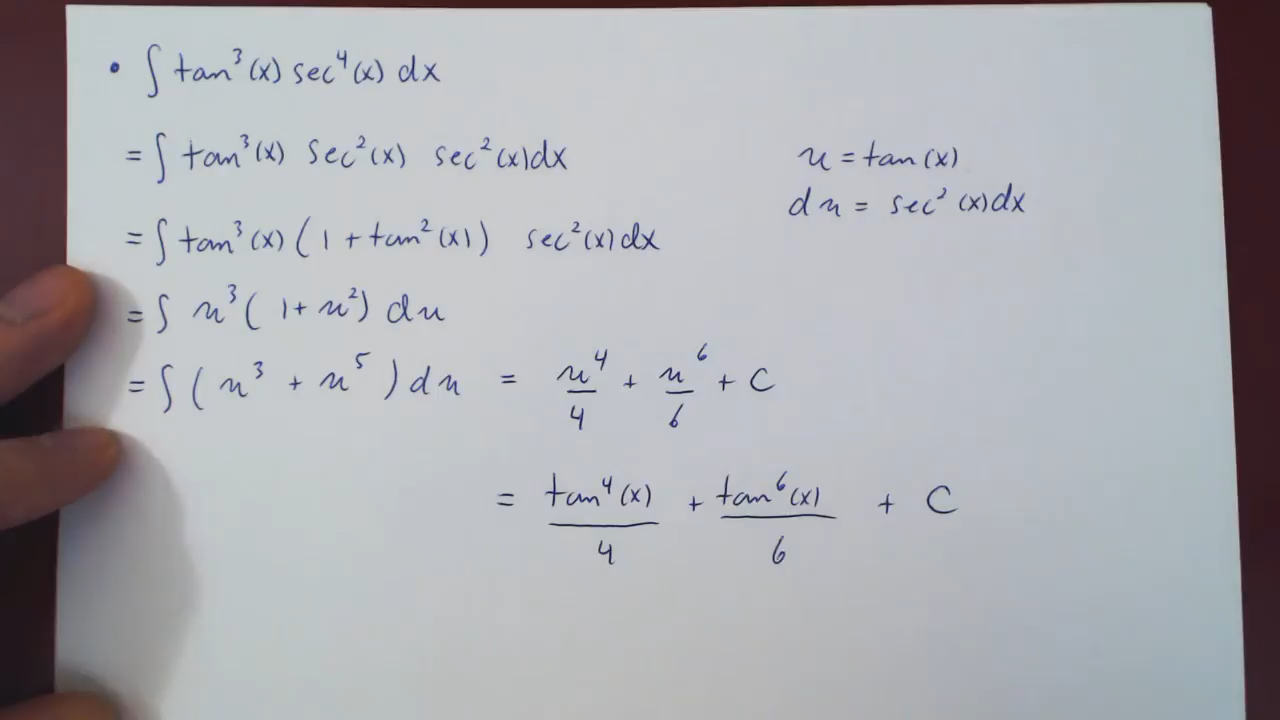 • ∫ tan³(x) sec⁴(x) dx
= ∫ tan³(x) sec²(x) sec²(x)dx
u = tan(x)
du = sec²(x)dx
= ∫ tan³(x) (1 + tan²(x)) sec²(x)dx
= ∫ u³(1+u²) du
= ∫ (u³ + u⁵) du = u⁴/4 + u⁶/6 + C
= tan⁴(x)/4 + tan⁶(x)/6 + C